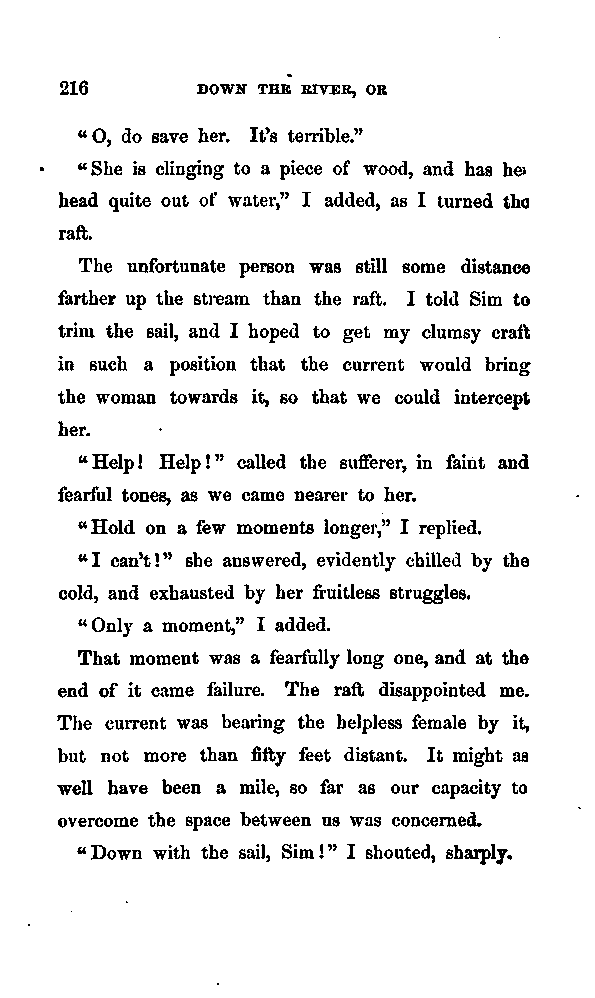 216 DOWN THE RIVER, OR
"O, do save her. It's terrible."
"She is clinging to a piece of wood, and has her
head quite out of water," I added, as I turned the
raft.
The unfortunate person was still some distance
farther up the stream than the raft. I told Sim to
trim the sail, and I hoped to get my clumsy craft
in such a position that the current would bring
the woman towards it, so that we could intercept
her.
"Help! Help!" called the sufferer, in faint and
fearful tones, as we came nearer to her.
"Hold on a few moments longer," I replied.
"I can't!" she answered, evidently chilled by the
cold, and exhausted by her fruitless struggles.
"Only a moment," I added.
That moment was a fearfully long one, and at the
end of it came failure. The raft disappointed me.
The current was bearing the helpless female by it,
but not more than fifty feet distant. It might as
well have been a mile, so far as our capacity to
overcome the space between us was concerned.
"Down with the sail, Sim!" I shouted, sharply.